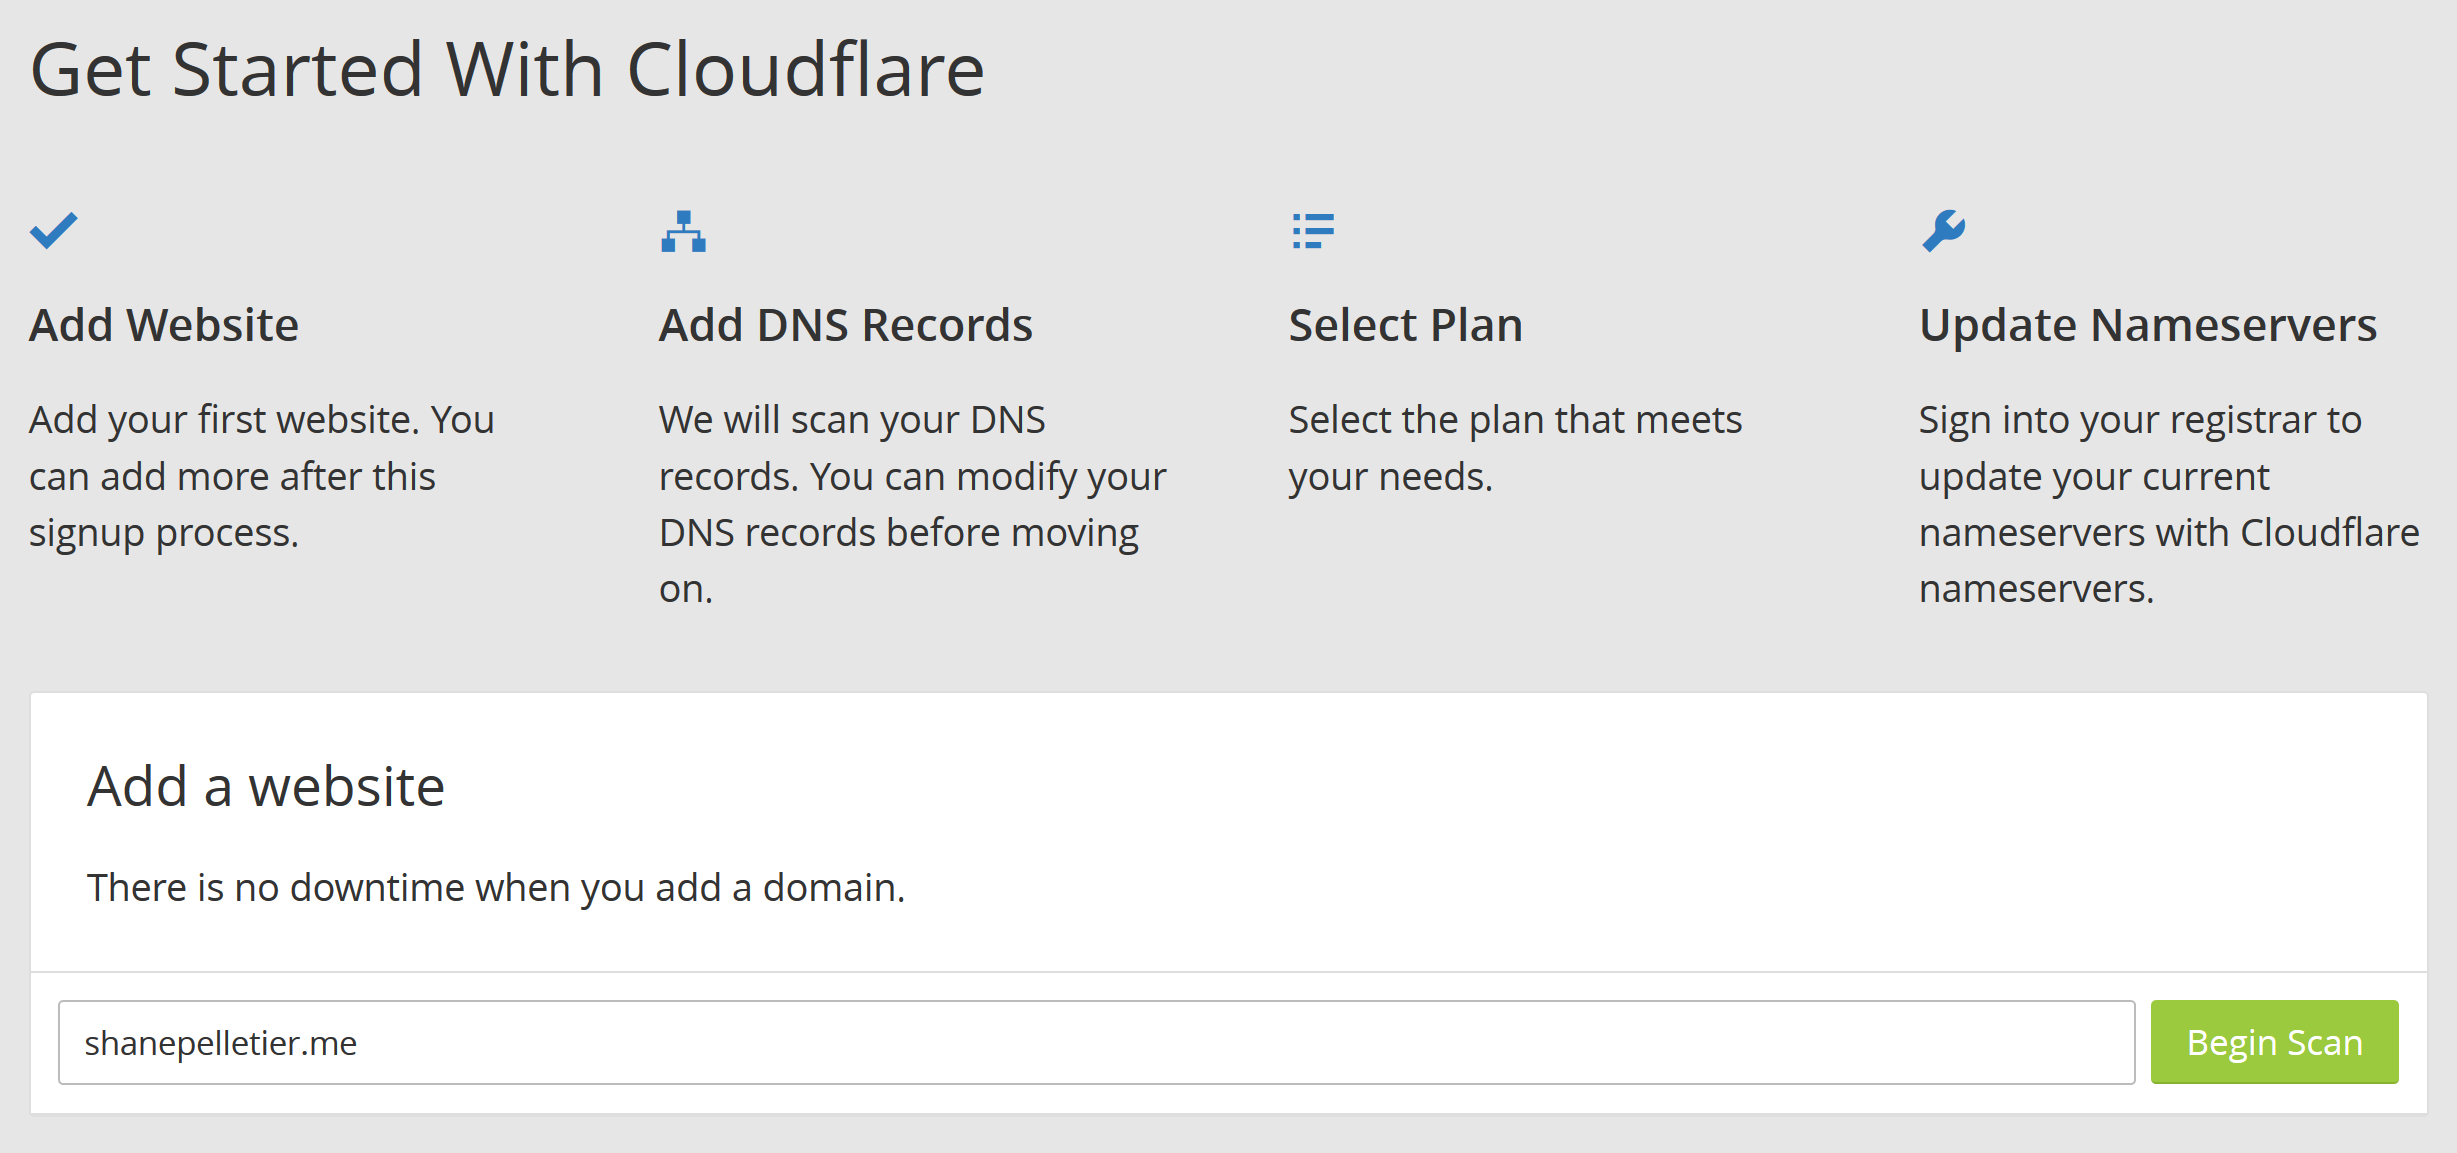 Get Started With Cloudflare
Add Website
Add your first website. You
can add more after this
signup process.
Add DNS Records
We will scan your DNS
records. You can modify your
DNS records before moving
on.
Select Plan
Select the plan that meets
your needs.
Update Nameservers
Sign into your registrar to
update your current
nameservers with Cloudflare
nameservers.
Add a website
There is no downtime when you add a domain.
shanepelletier.me
Begin Scan